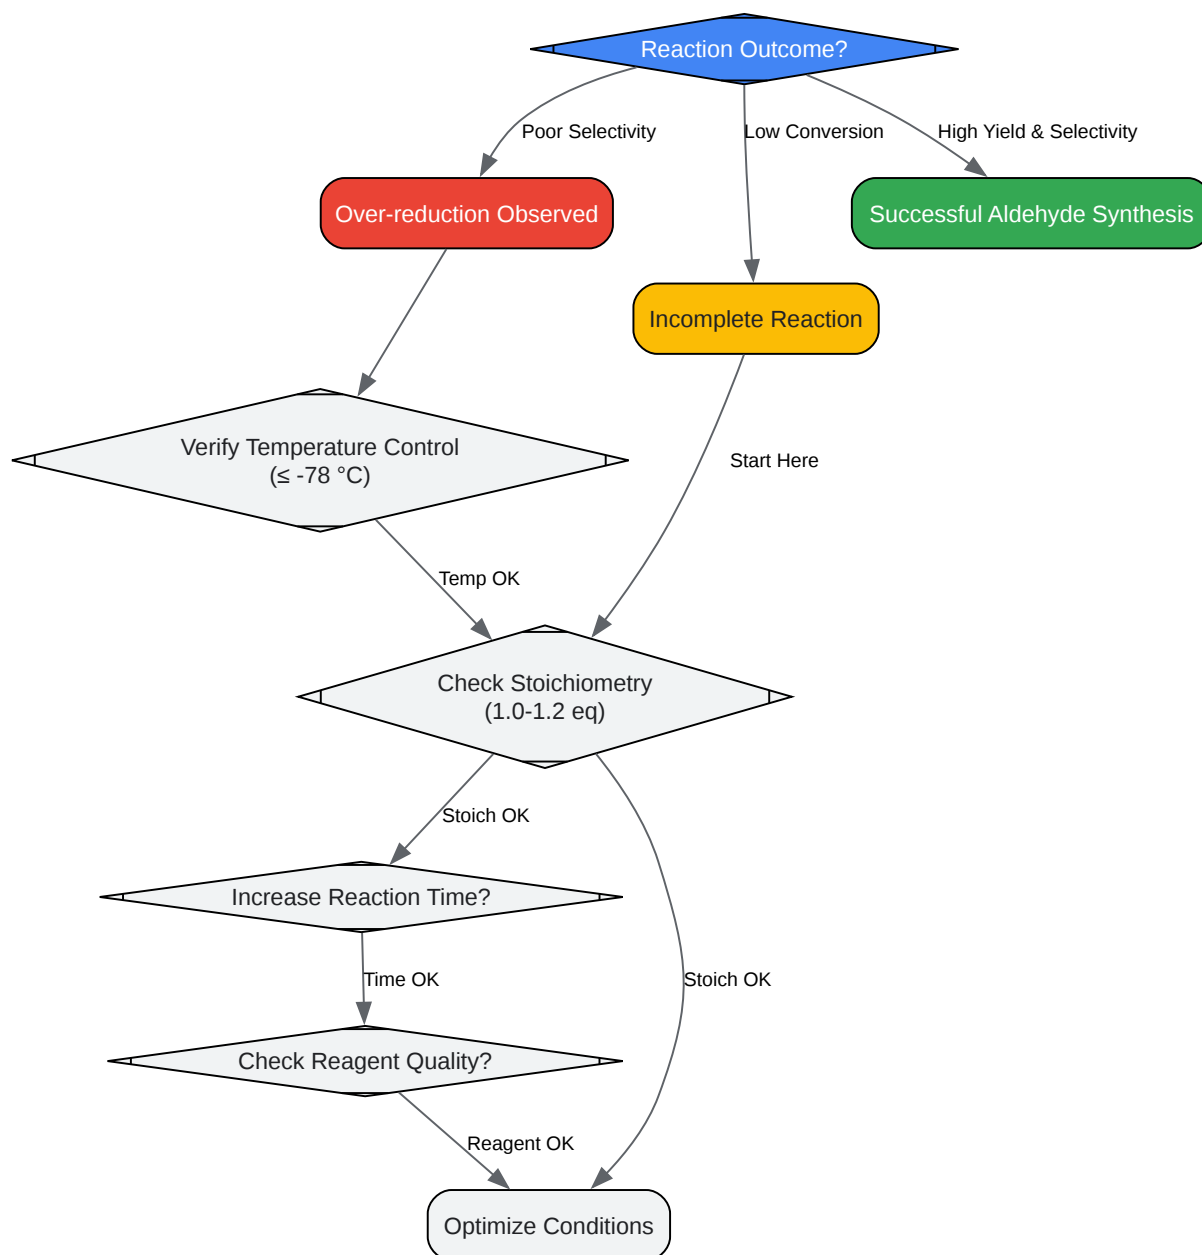 Reaction Outcome?
Poor Selectivity
Low Conversion
High Yield & Selectivity
Over-reduction Observed
Successful Aldehyde Synthesis
Incomplete Reaction
Verify Temperature Control
(≤ -78 °C)
Start Here
Temp OK
Check Stoichiometry
(1.0-1.2 eq)
Stoich OK
Increase Reaction Time?
Time OK
Stoich OK
Check Reagent Quality?
Reagent OK
Optimize Conditions